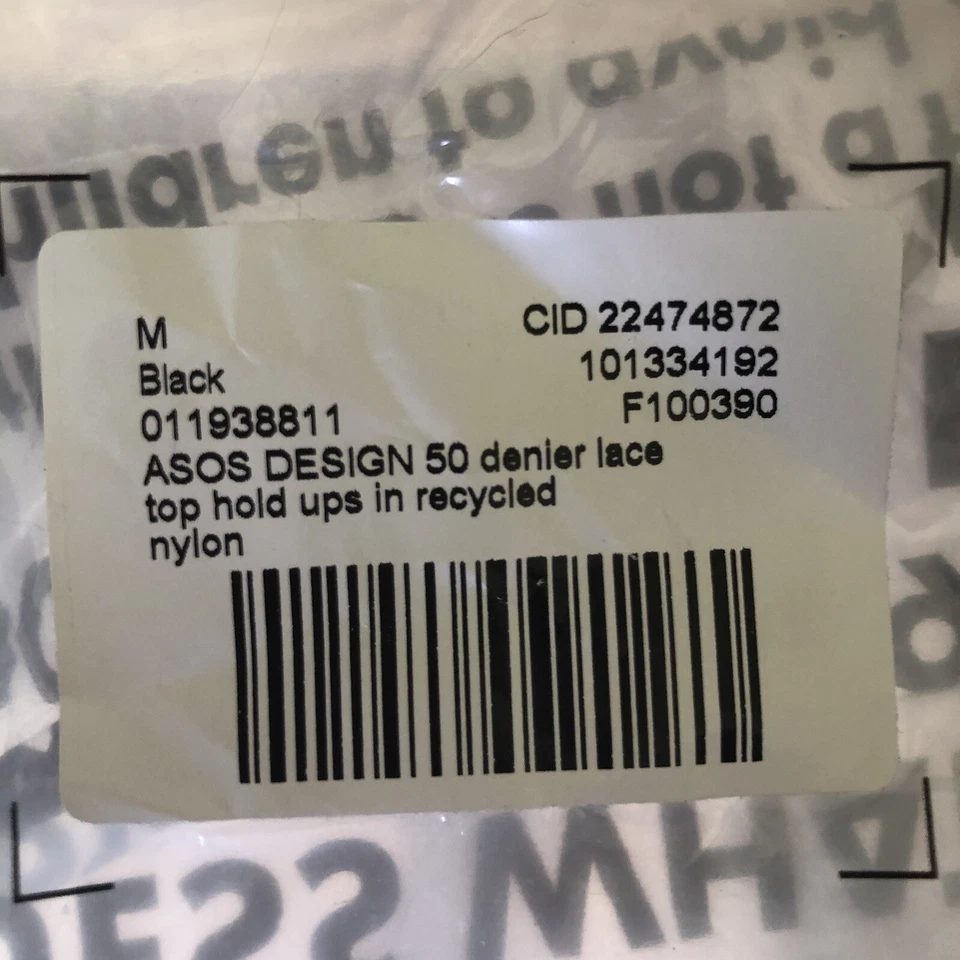 M
CID 22474872
Black
101334192
011938811
F100390
ASOS DESIGN 50 denier lace
top hold ups in recycled
nylon